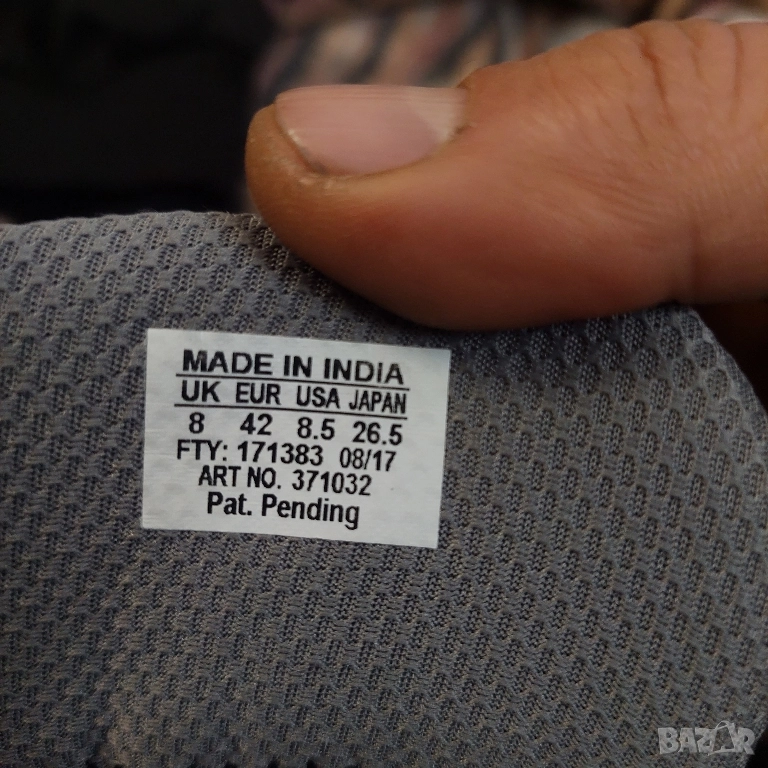 MADE IN INDIA
UK EUR USA JAPAN
8 42 8.5 26.5
FTY: 171383 08/17
ART NO. 371032
Pat. Pending
BAZAR